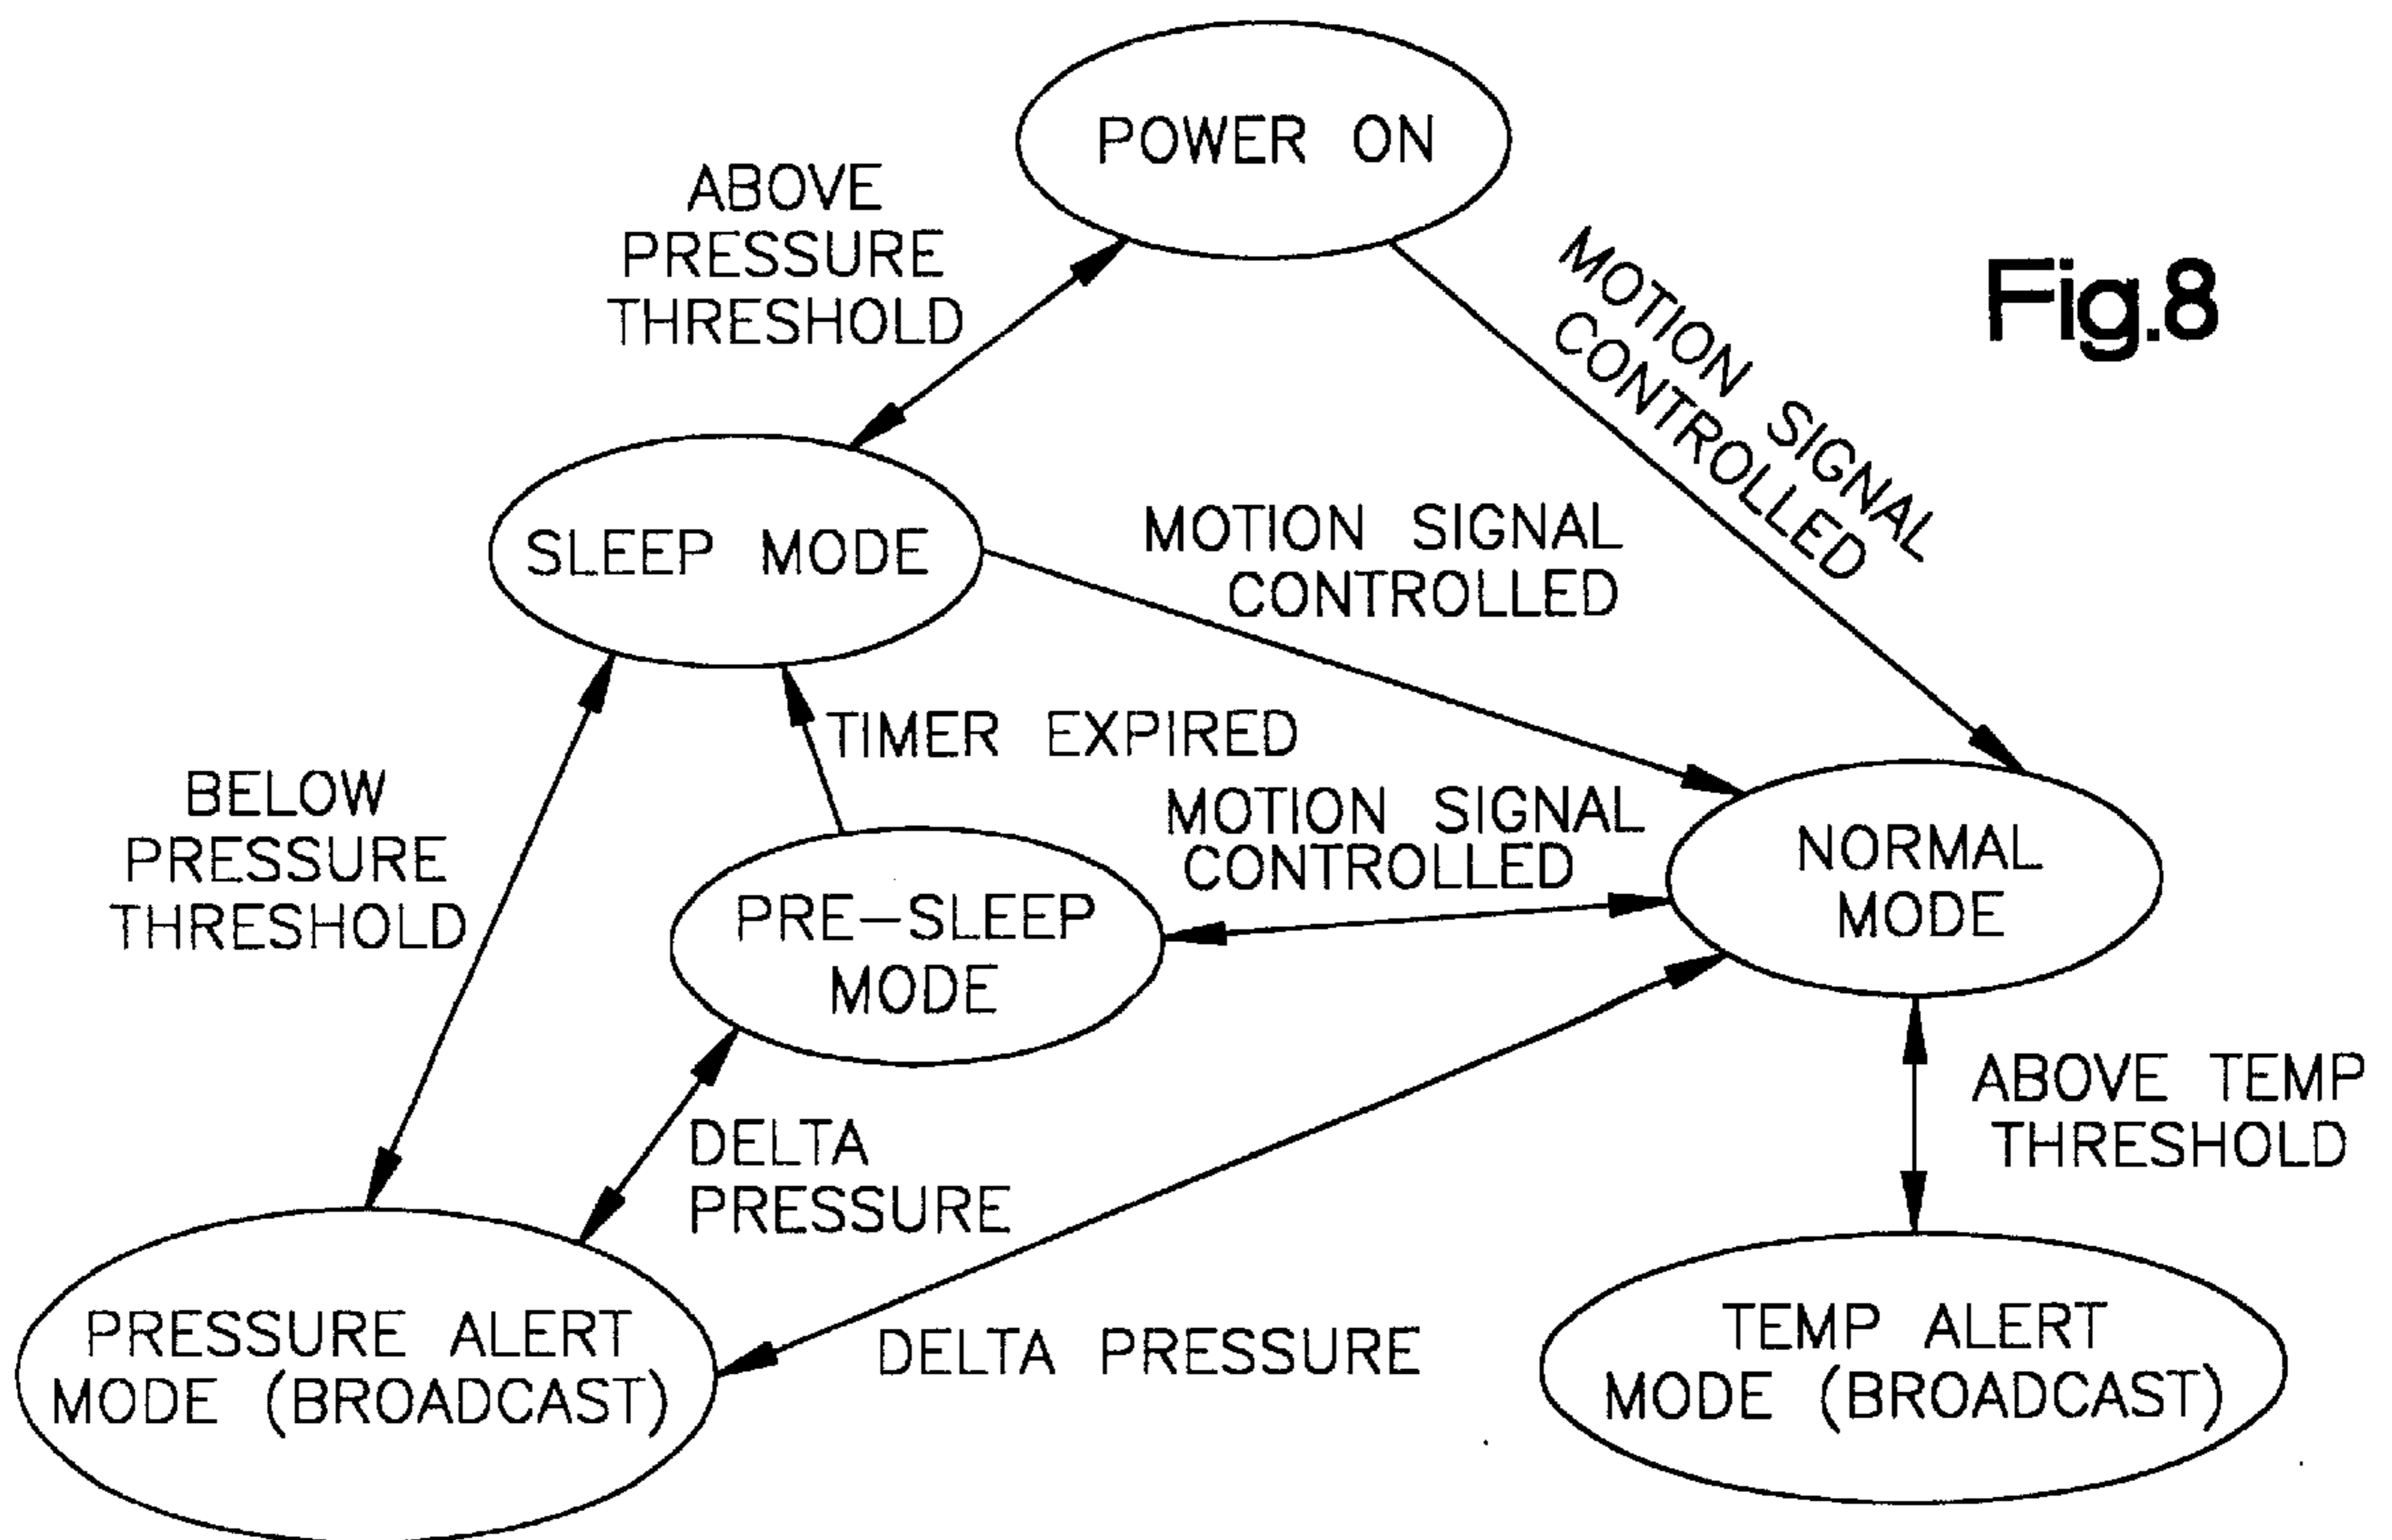 POWER ON
ABOVE
PRESSURE
THRESHOLD
MOTION SIGNAL
CONTROLLED
Fig.8
SLEEP MODE
MOTION SIGNAL
CONTROLLED
TIMER EXPIRED
BELOW
PRESSURE
THRESHOLD
MOTION SIGNAL
CONTROLLED
NORMAL
MODE
PRE-SLEEP
MODE
DELTA
PRESSURE
ABOVE TEMP
THRESHOLD
PRESSURE ALERT
MODE (BROADCAST)
DELTA PRESSURE
TEMP ALERT
MODE (BROADCAST)